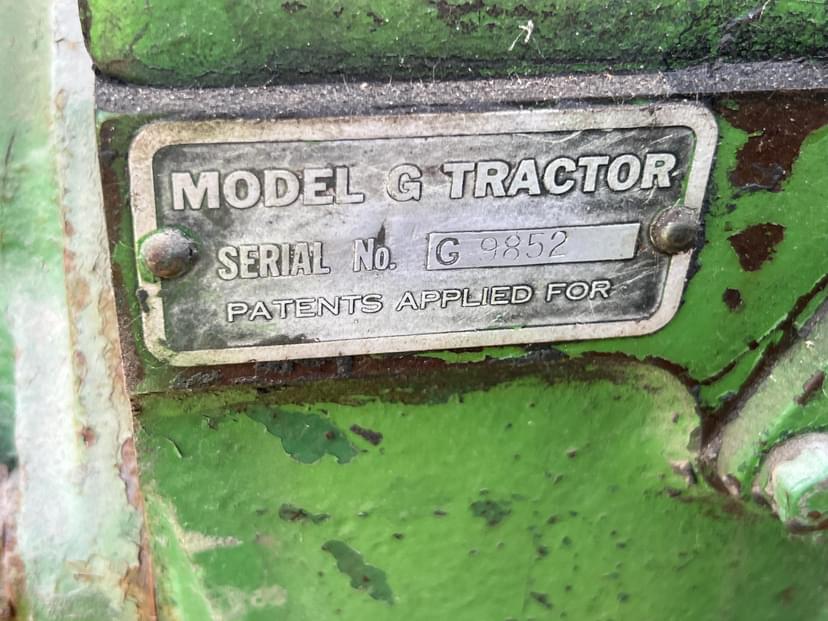 MODEL G TRACTOR
SERIAL No. G 9852
PATENTS APPLIED FOR